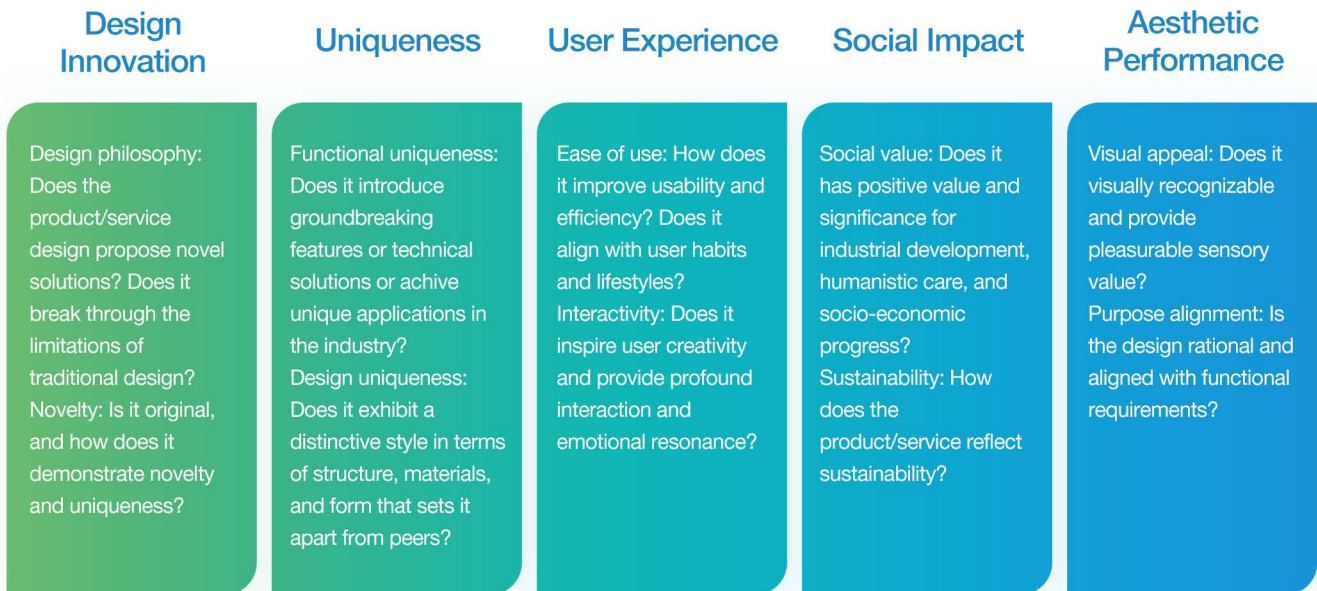 Design
Innovation
Design philosophy:
Does the
product/service
design propose novel
solutions? Does it
break through the
limitations of
traditional design?
Novelty: Is it original,
and how does it
demonstrate novelty
and uniqueness?
Uniqueness
Functional uniqueness:
Does it introduce
groundbreaking
features or technical
solutions or achive
unique applications in
the industry?
Design uniqueness:
Does it exhibit a
distinctive style in terms
of structure, materials,
and form that sets it
apart from peers?
User Experience
Ease of use: How does
it improve usability and
efficiency? Does it
align with user habits
and lifestyles?
Interactivity: Does it
inspire user creativity
and provide profound
interaction and
emotional resonance?
Social Impact
Social value: Does it
has positive value and
significance for
industrial development,
humanistic care, and
socio-economic
progress?
Sustainability: How
does the
product/service reflect
sustainability?
Aesthetic
Performance
Visual appeal: Does it
visually recognizable
and provide
pleasurable sensory
value?
Purpose alignment: Is
the design rational and
aligned with functional
requirements?